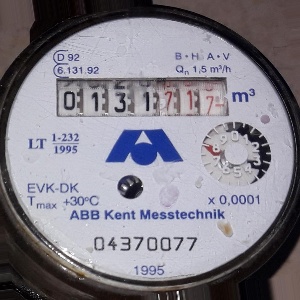 D 92
6.131.92
B · H · A · V
Qn 1,5 m³/h
0 1 3 1 7 1 7
m³
LT 1-232
1995
EVK-DK
Tmax +30°C
x 0,0001
ABB Kent Messtechnik
04370077
1995